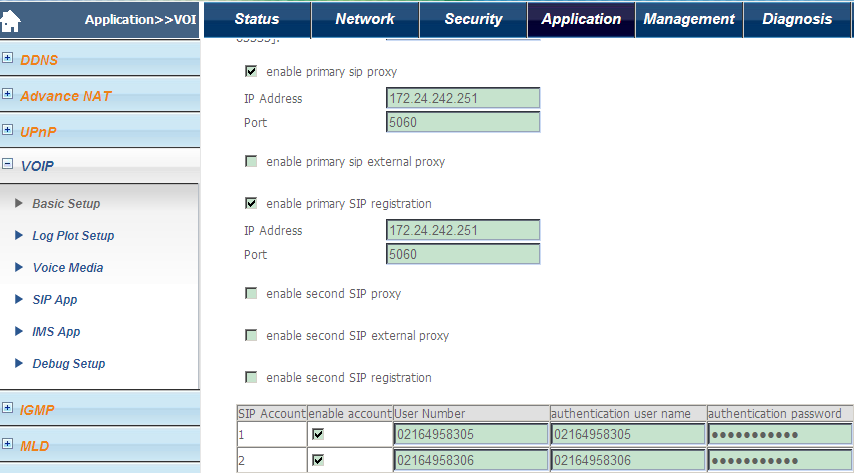 Application>>VOI
Status Network Security Application Management Diagnosis
DDNS
Advance NAT
UPnP
VOIP
Basic Setup
Log Plot Setup
Voice Media
SIP App
IMS App
Debug Setup
IGMP
MLD
enable primary sip proxy
IP Address 172.24.242.251
Port 5060
enable primary sip external proxy
enable primary SIP registration
IP Address 172.24.242.251
Port 5060
enable second SIP proxy
enable second SIP external proxy
enable second SIP registration
SIP Account enable account User Number authentication user name authentication password
1 02164958305 02164958305 ●●●●●●●●●●●
2 02164958306 02164958306 ●●●●●●●●●●●